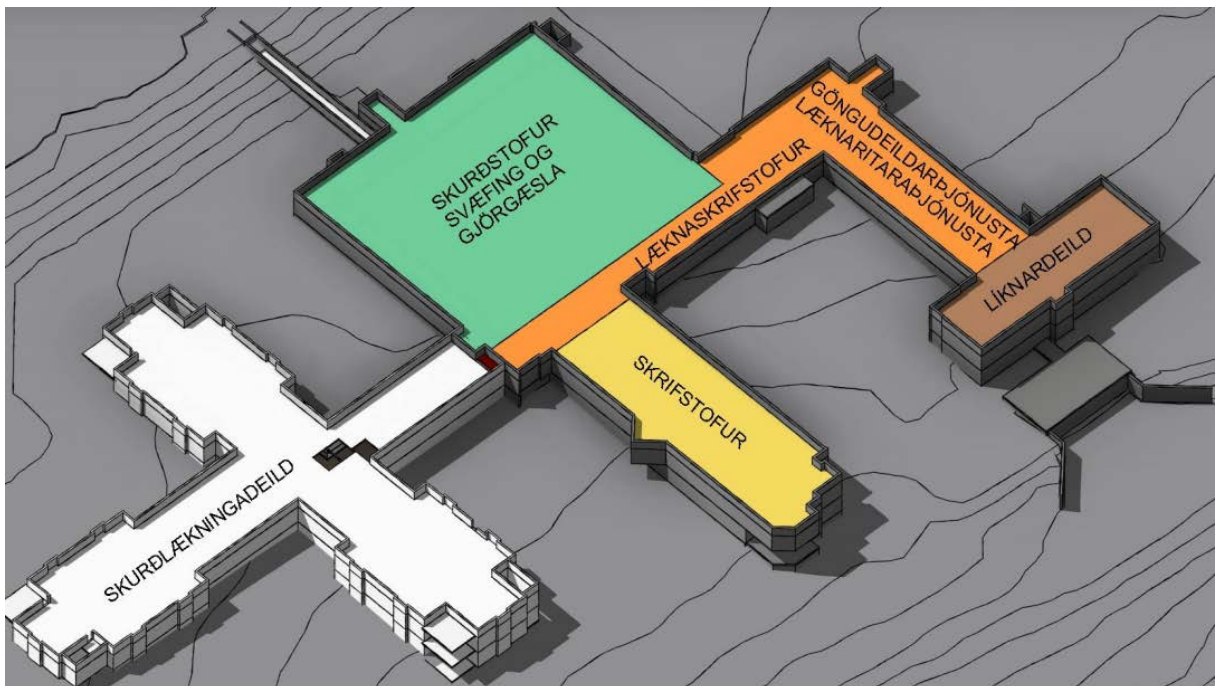 SKURÐSTOFUR
SVÆFING OG
GJÖRGÆSLA
LÆKNASKRIFSTOFUR
GÖNGUDEILDARÞJÓNUSTA
LÆKNARITARAÞJÓNUSTA
LÍKNARDEILD
SKRIFSTOFUR
SKURÐLÆKNINGADEILD